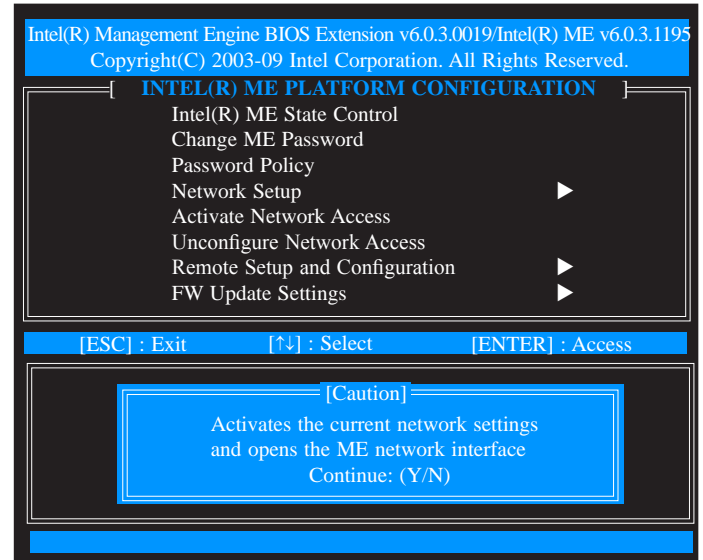 Intel(R) Management Engine BIOS Extension v6.0.3.0019/Intel(R) ME v6.0.3.1195
Copyright(C) 2003-09 Intel Corporation. All Rights Reserved.
[ INTEL(R) ME PLATFORM CONFIGURATION ]
Intel(R) ME State Control
Change ME Password
Password Policy
Network Setup ▶
Activate Network Access
Unconfigure Network Access
Remote Setup and Configuration ▶
FW Update Settings ▶
[ESC] : Exit [↑↓] : Select [ENTER] : Access
[Caution]
Activates the current network settings
and opens the ME network interface
Continue: (Y/N)